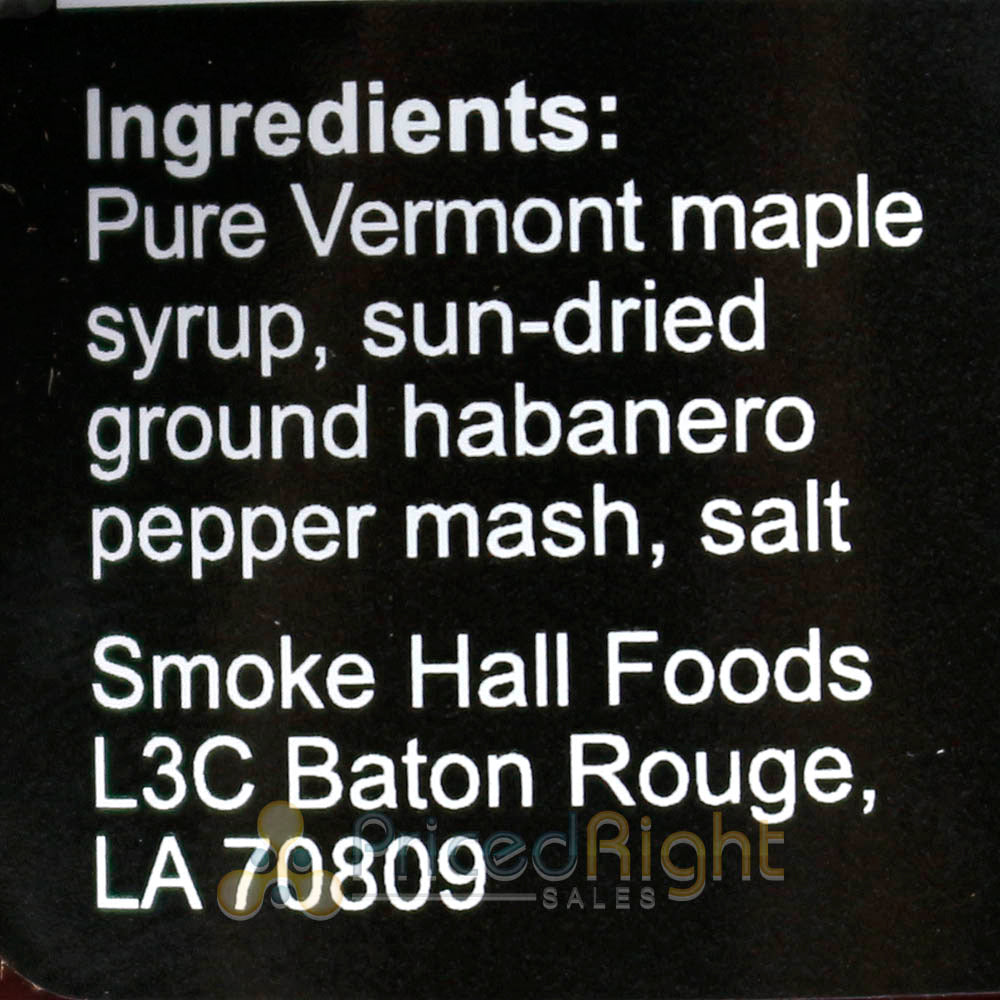 Ingredients:
Pure Vermont maple
syrup, sun-dried
ground habanero
pepper mash, salt
Smoke Hall Foods
L3C Baton Rouge,
LA 70809
PricedRight
SALES